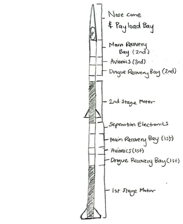 Nose cone
& Payload Bay
Main Recovery
Bay (2nd)
Avionics (2nd)
Drogue Recovery Bay (2nd)
2nd Stage Motor
Separation Electronics
Main Recovery Bay (1st)
Avionics (1st)
Drogue Recovery Bay (1st)
1st Stage Motor